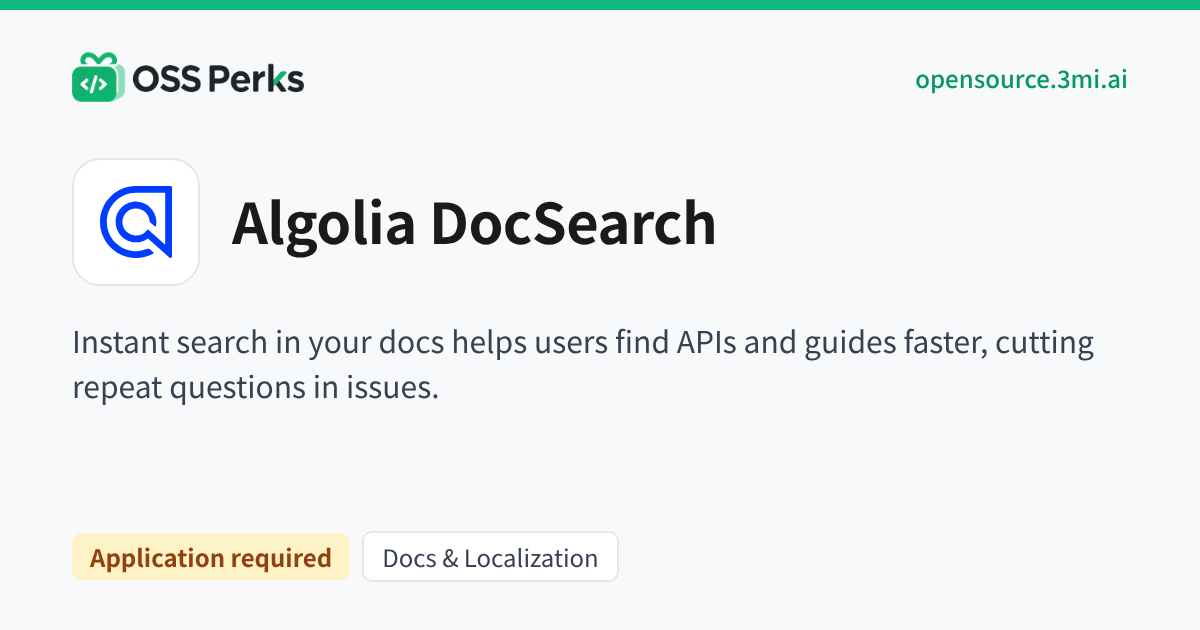 </> OSS Perks
opensource.3mi.ai
Algolia DocSearch
Instant search in your docs helps users find APIs and guides faster, cutting
repeat questions in issues.
Application required
Docs & Localization